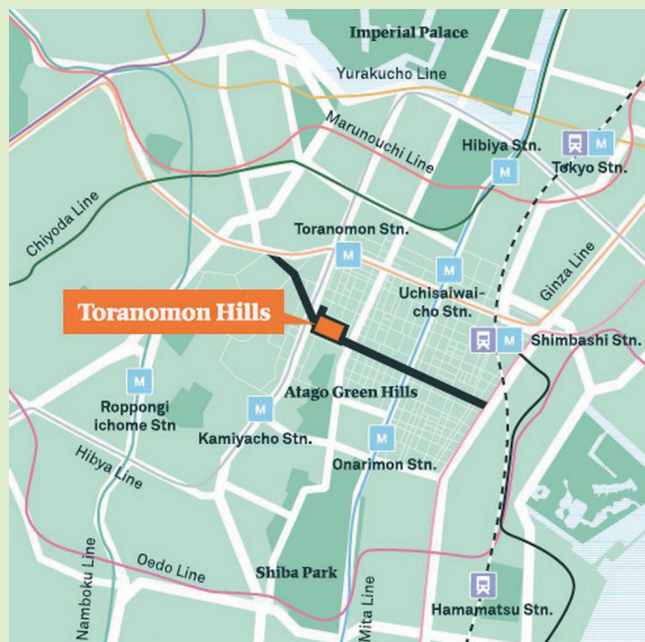 Imperial Palace
Yurakucho Line
Marunouchi Line
Hibiya Stn.
M
M
Tokyo Stn.
Chiyoda Line
Toranomon Stn.
M
M
Ginza Line
Uchisaiwai-
cho Stn.
Toranomon Hills
M
Shimbashi Stn.
M
Roppongi
ichome Stn
Atago Green Hills
M
Kamiyacho Stn.
M
Onarimon Stn.
Hibya Line
Oedo Line
Shiba Park
Namboku Line
Mita Line
Hamamatsu Stn.